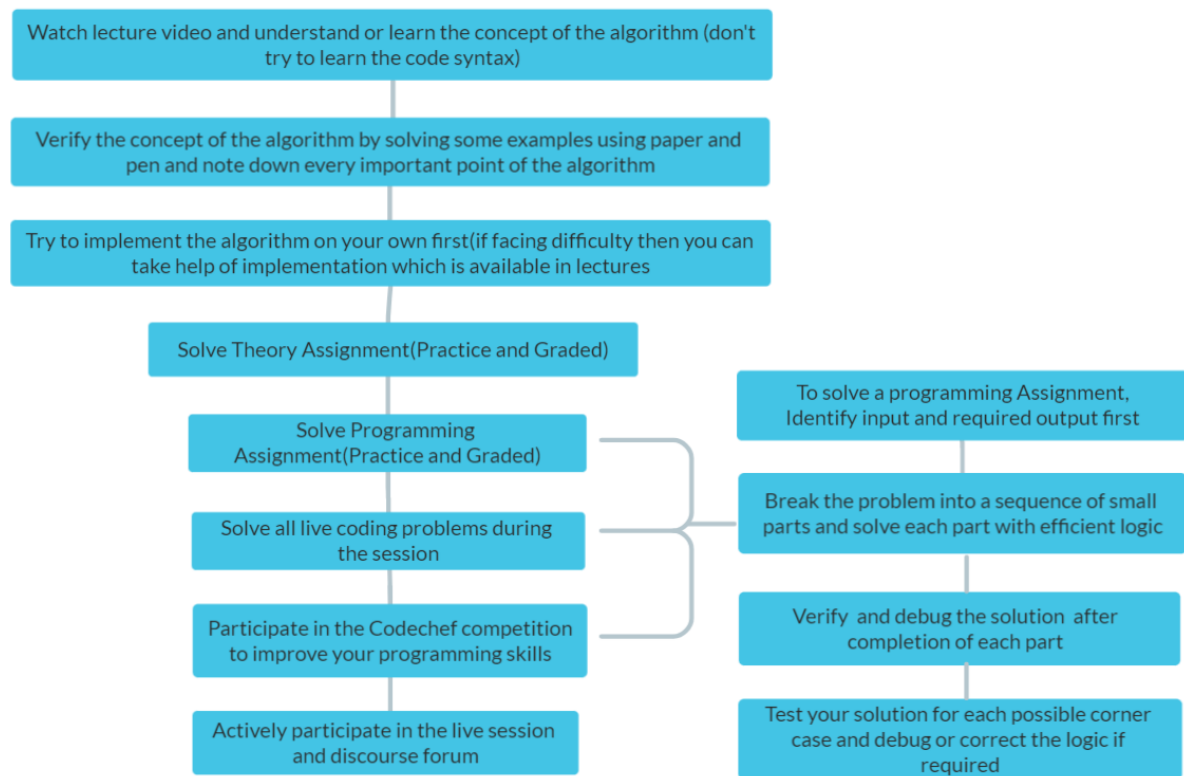 Watch lecture video and understand or learn the concept of the algorithm (don't
try to learn the code syntax)
Verify the concept of the algorithm by solving some examples using paper and
pen and note down every important point of the algorithm
Try to implement the algorithm on your own first(if facing difficulty then you can
take help of implementation which is available in lectures
Solve Theory Assignment(Practice and Graded)
Solve Programming
Assignment(Practice and Graded)
Solve all live coding problems during
the session
Participate in the Codechef competition
to improve your programming skills
Actively participate in the live session
and discourse forum
To solve a programming Assignment,
Identify input and required output first
Break the problem into a sequence of small
parts and solve each part with efficient logic
Verify and debug the solution after
completion of each part
Test your solution for each possible corner
case and debug or correct the logic if
required